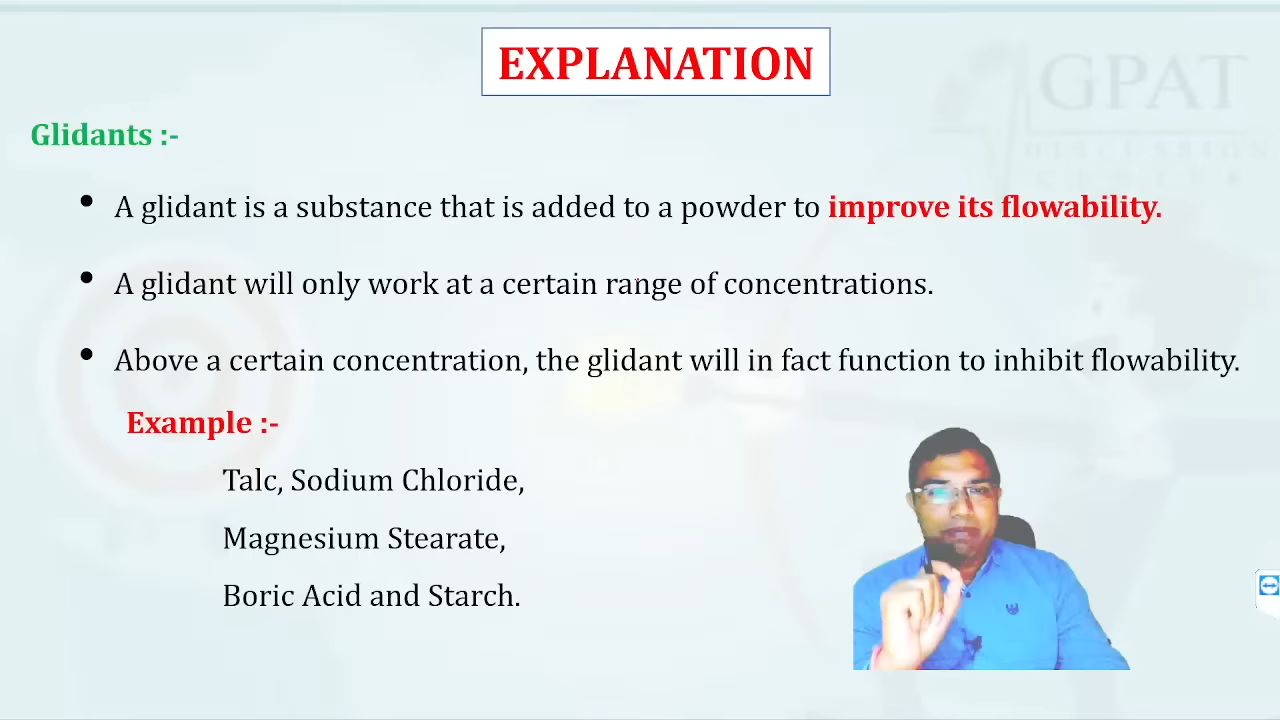 EXPLANATION
GPAT
DISCUSSION
CENTER
Glidants :-
• A glidant is a substance that is added to a powder to improve its flowability.
• A glidant will only work at a certain range of concentrations.
• Above a certain concentration, the glidant will in fact function to inhibit flowability.
Example :-
Talc, Sodium Chloride,
Magnesium Stearate,
Boric Acid and Starch.